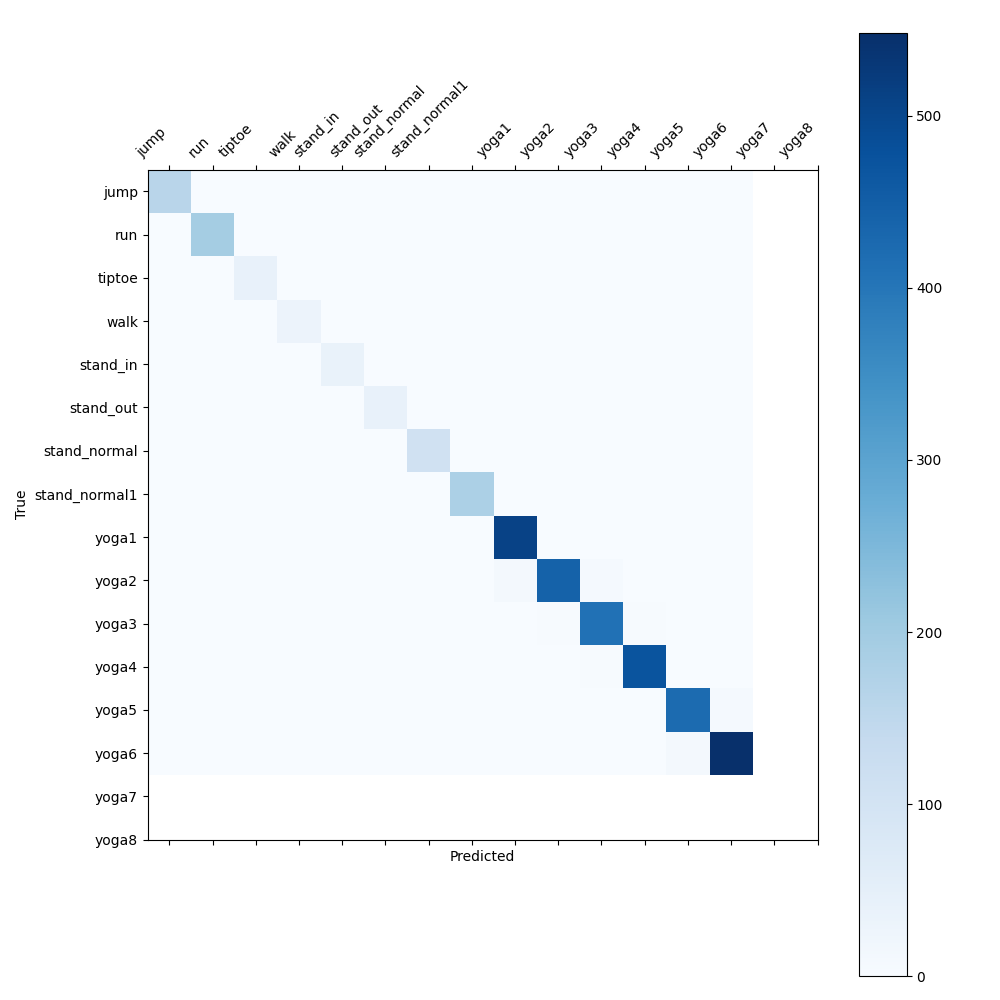 jump
run
tiptoe
walk
stand_in
stand_out
stand_normal
stand_normal1
yoga1
yoga2
yoga3
yoga4
yoga5
yoga6
yoga7
yoga8
True
jump
run
tiptoe
walk
stand_in
stand_out
stand_normal
stand_normal1
yoga1
yoga2
yoga3
yoga4
yoga5
yoga6
yoga7
yoga8
Predicted
500
400
300
200
100
0